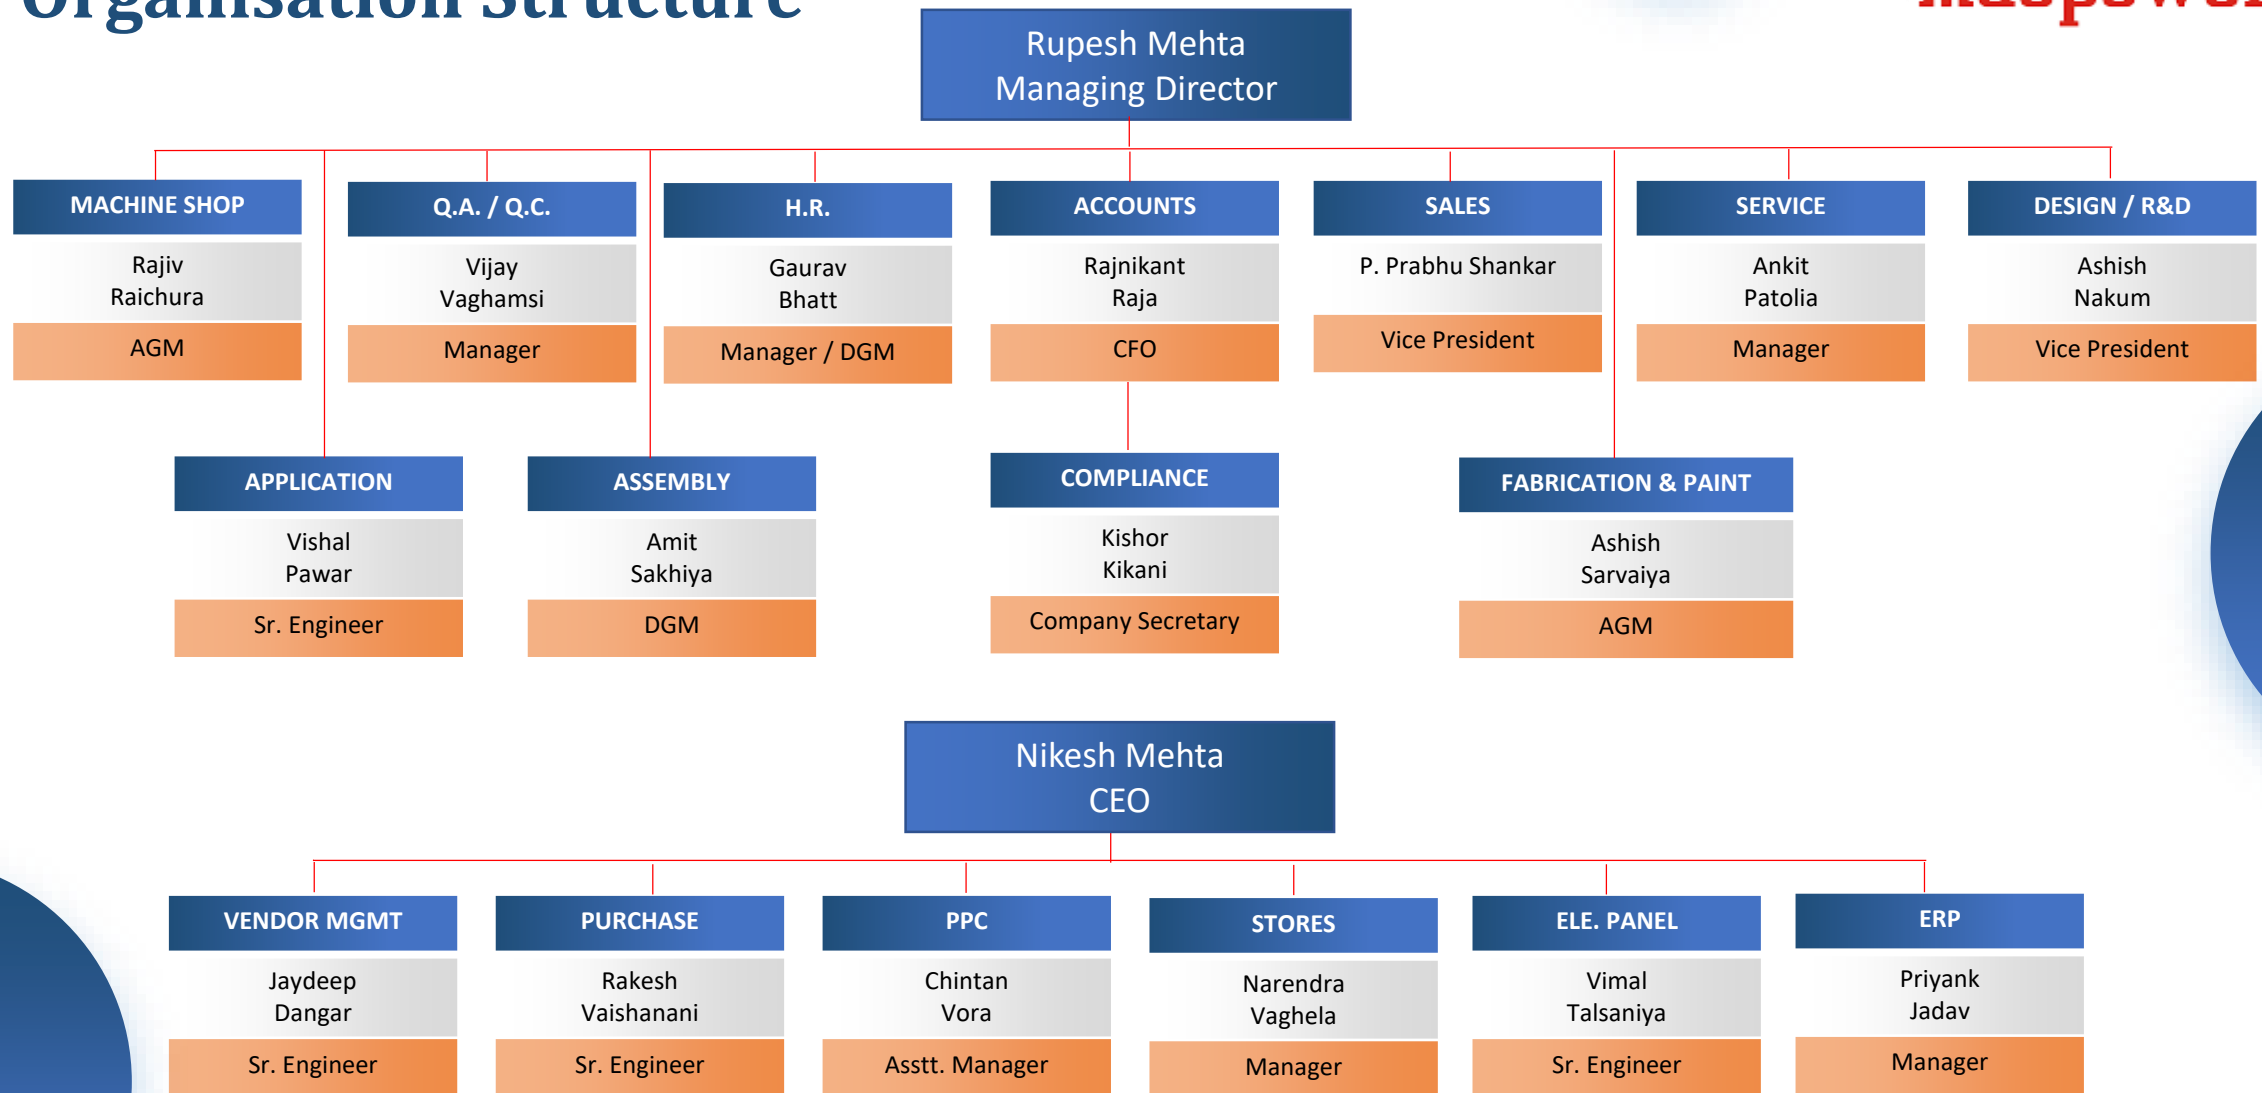 Organisation Structure
Rupesh Mehta
Managing Director
MACHINE SHOP
Rajiv
Raichura
AGM
Q.A. / Q.C.
Vijay
Vaghamsi
Manager
H.R.
Gaurav
Bhatt
Manager / DGM
ACCOUNTS
Rajnikant
Raja
CFO
SALES
P. Prabhu Shankar
Vice President
SERVICE
Ankit
Patolia
Manager
DESIGN / R&D
Ashish
Nakum
Vice President
APPLICATION
Vishal
Pawar
Sr. Engineer
ASSEMBLY
Amit
Sakhiya
DGM
COMPLIANCE
Kishor
Kikani
Company Secretary
FABRICATION & PAINT
Ashish
Sarvaiya
AGM
Nikesh Mehta
CEO
VENDOR MGMT
Jaydeep
Dangar
Sr. Engineer
PURCHASE
Rakesh
Vaishanani
Sr. Engineer
PPC
Chintan
Vora
Asstt. Manager
STORES
Narendra
Vaghela
Manager
ELE. PANEL
Vimal
Talsaniya
Sr. Engineer
ERP
Priyank
Jadav
Manager